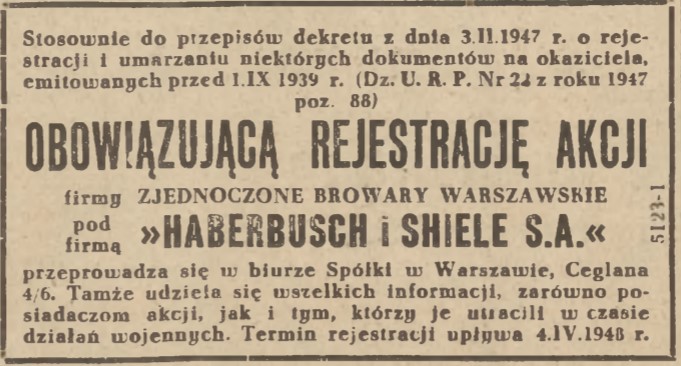 Stosownie do przepisów dekretu z dnia 3.II.1947 r. o reje-
stracji i umarzaniu niektórych dokumentów na okaziciela,
emitowanych przed 1.IX 1939 r. (Dz. U. R. P. Nr 22 z roku 1947
poz. 88)
OBOWIĄZUJĄCĄ REJESTRACJĘ AKCJI
firmy ZJEDNOCZONE BROWARY WARSZAWSKIE
pod firmą »HABERBUSCH i SHIELE S.A.«
przeprowadza się w biurze Spółki w Warszawie, Ceglana
4/6. Tamże udziela się wszelkich informacji, zarówno po-
siadaczom akcji, jak i tym, którzy je utracili w czasie
działań wojennych. Termin rejestracji upływa 4.IV.1948 r.
5123-1